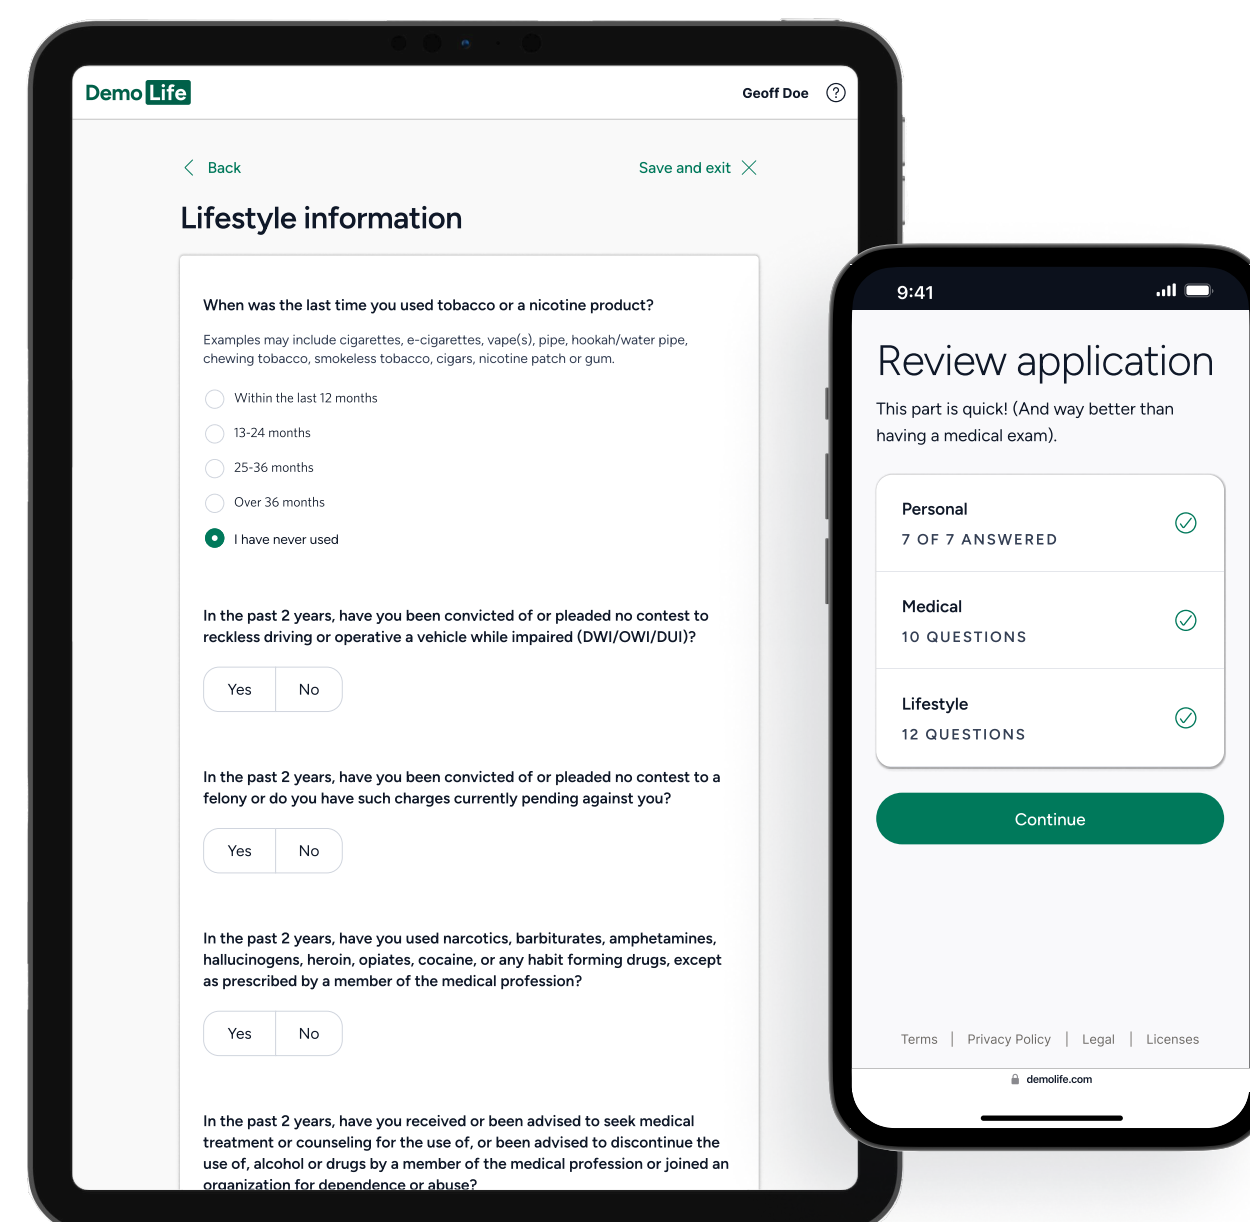 Demo Life
Geoff Doe
?
Back
Save and exit
Lifestyle information
When was the last time you used tobacco or a nicotine product?
Examples may include cigarettes, e-cigarettes, vape(s), pipe, hookah/water pipe,
chewing tobacco, smokeless tobacco, cigars, nicotine patch or gum.
Within the last 12 months
13-24 months
25-36 months
Over 36 months
I have never used
In the past 2 years, have you been convicted of or pleaded no contest to
reckless driving or operative a vehicle while impaired (DWI/OWI/DUI)?
Yes No
In the past 2 years, have you been convicted of or pleaded no contest to a
felony or do you have such charges currently pending against you?
Yes No
In the past 2 years, have you used narcotics, barbiturates, amphetamines,
hallucinogens, heroin, opiates, cocaine, or any habit forming drugs, except
as prescribed by a member of the medical profession?
Yes No
In the past 2 years, have you received or been advised to seek medical
treatment or counseling for the use of, or been advised to discontinue the
use of, alcohol or drugs by a member of the medical profession or joined an
organization for dependence or abuse?
9:41
Review application
This part is quick! (And way better than
having a medical exam).
Personal
7 OF 7 ANSWERED
Medical
10 QUESTIONS
Lifestyle
12 QUESTIONS
Continue
Terms | Privacy Policy | Legal | Licenses
demolife.com